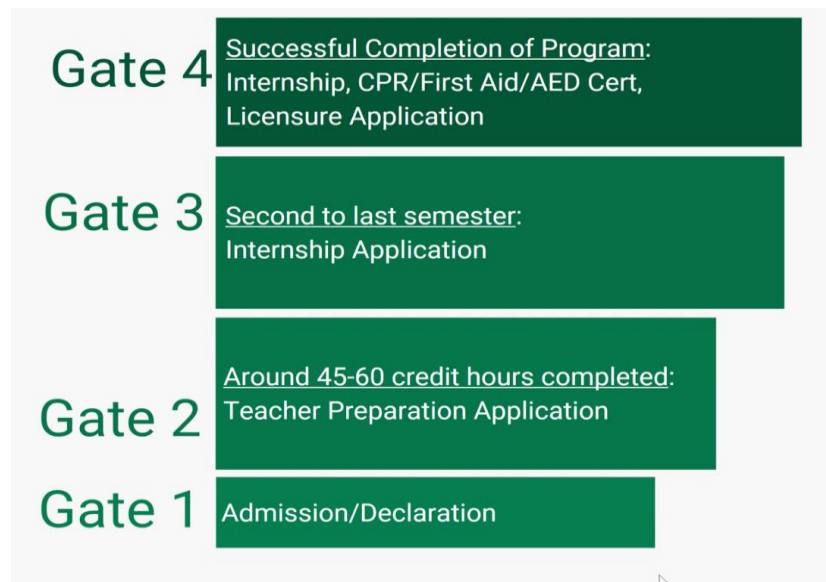 Gate 4
Successful Completion of Program:
Internship, CPR/First Aid/AED Cert,
Licensure Application
Gate 3
Second to last semester:
Internship Application
Gate 2
Around 45-60 credit hours completed:
Teacher Preparation Application
Gate 1
Admission/Declaration